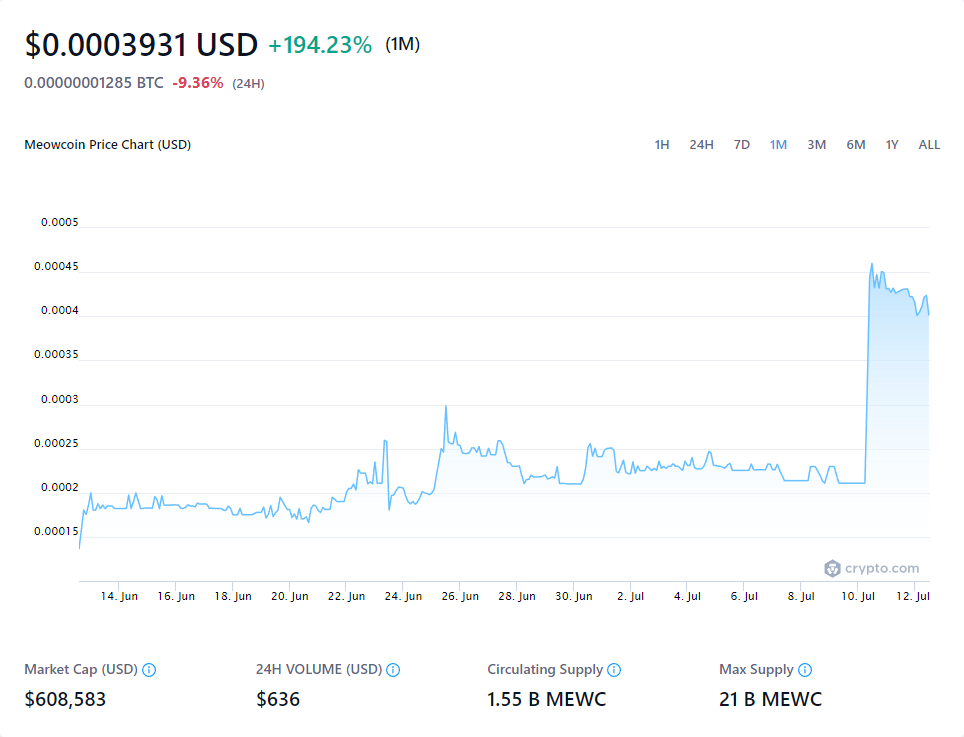 $0.0003931 USD +194.23% (1M)
0.00000001285 BTC -9.36% (24H)
Meowcoin Price Chart (USD)
1H 24H 7D 1M 3M 6M 1Y ALL
0.0005
0.00045
0.0004
0.00035
0.0003
0.00025
0.0002
0.00015
crypto.com
14. Jun 16. Jun 18. Jun 20. Jun 22. Jun 24. Jun 26. Jun 28. Jun 30. Jun 2. Jul 4. Jul 6. Jul 8. Jul 10. Jul 12. Jul
Market Cap (USD) 24H VOLUME (USD) Circulating Supply Max Supply
$608,583 $636 1.55 B MEWC 21 B MEWC